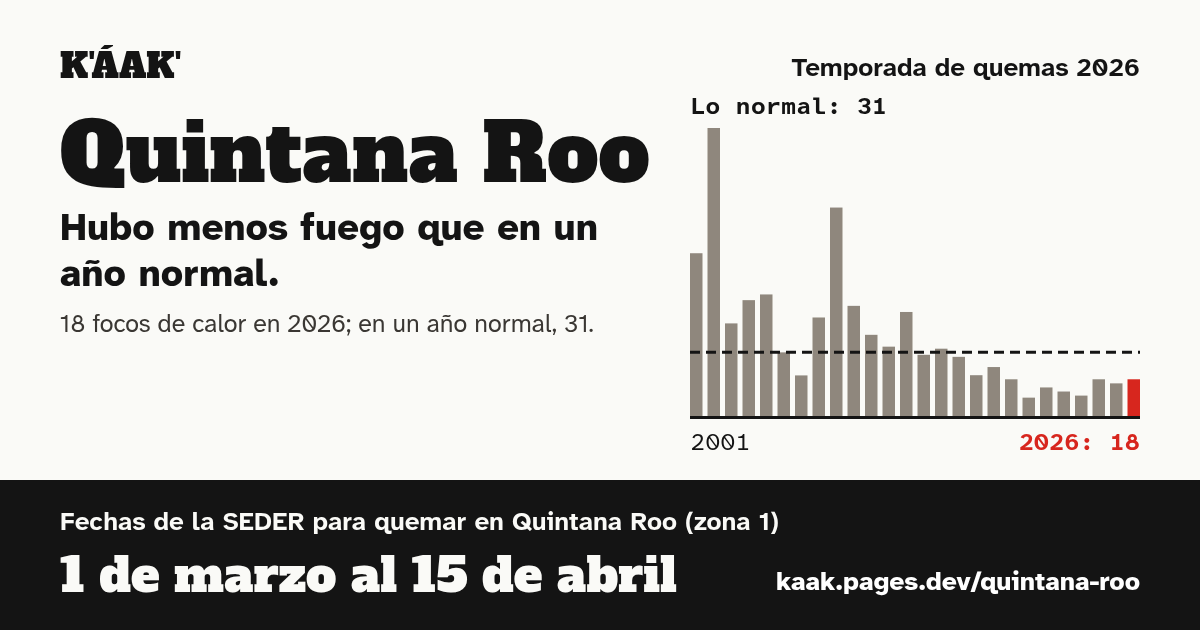 K'ÁAK'
Temporada de quemas 2026
Quintana Roo
Hubo menos fuego que en un
año normal.
18 focos de calor en 2026; en un año normal, 31.
Lo normal: 31
2001
2026: 18
Fechas de la SEDER para quemar en Quintana Roo (zona 1)
1 de marzo al 15 de abril
kaak.pages.dev/quintana-roo